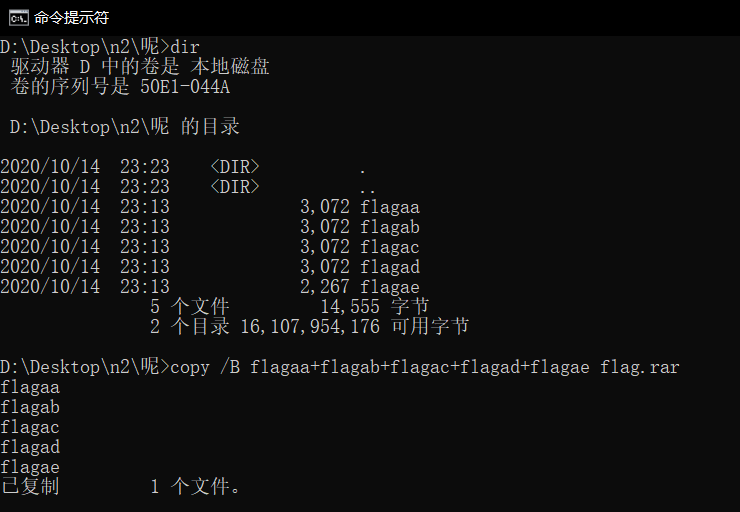 命令提示符
D:\Desktop\n2\呢>dir
驱动器 D 中的卷是 本地磁盘
卷的序列号是 50E1-044A
D:\Desktop\n2\呢 的目录
2020/10/14  23:23    <DIR>          .
2020/10/14  23:23    <DIR>          ..
2020/10/14  23:13             3,072 flagaa
2020/10/14  23:13             3,072 flagab
2020/10/14  23:13             3,072 flagac
2020/10/14  23:13             3,072 flagad
2020/10/14  23:13             2,267 flagae
5 个文件         14,555 字节
2 个目录 16,107,954,176 可用字节
D:\Desktop\n2\呢>copy /B flagaa+flagab+flagac+flagad+flagae flag.rar
flagaa
flagab
flagac
flagad
flagae
已复制         1 个文件。